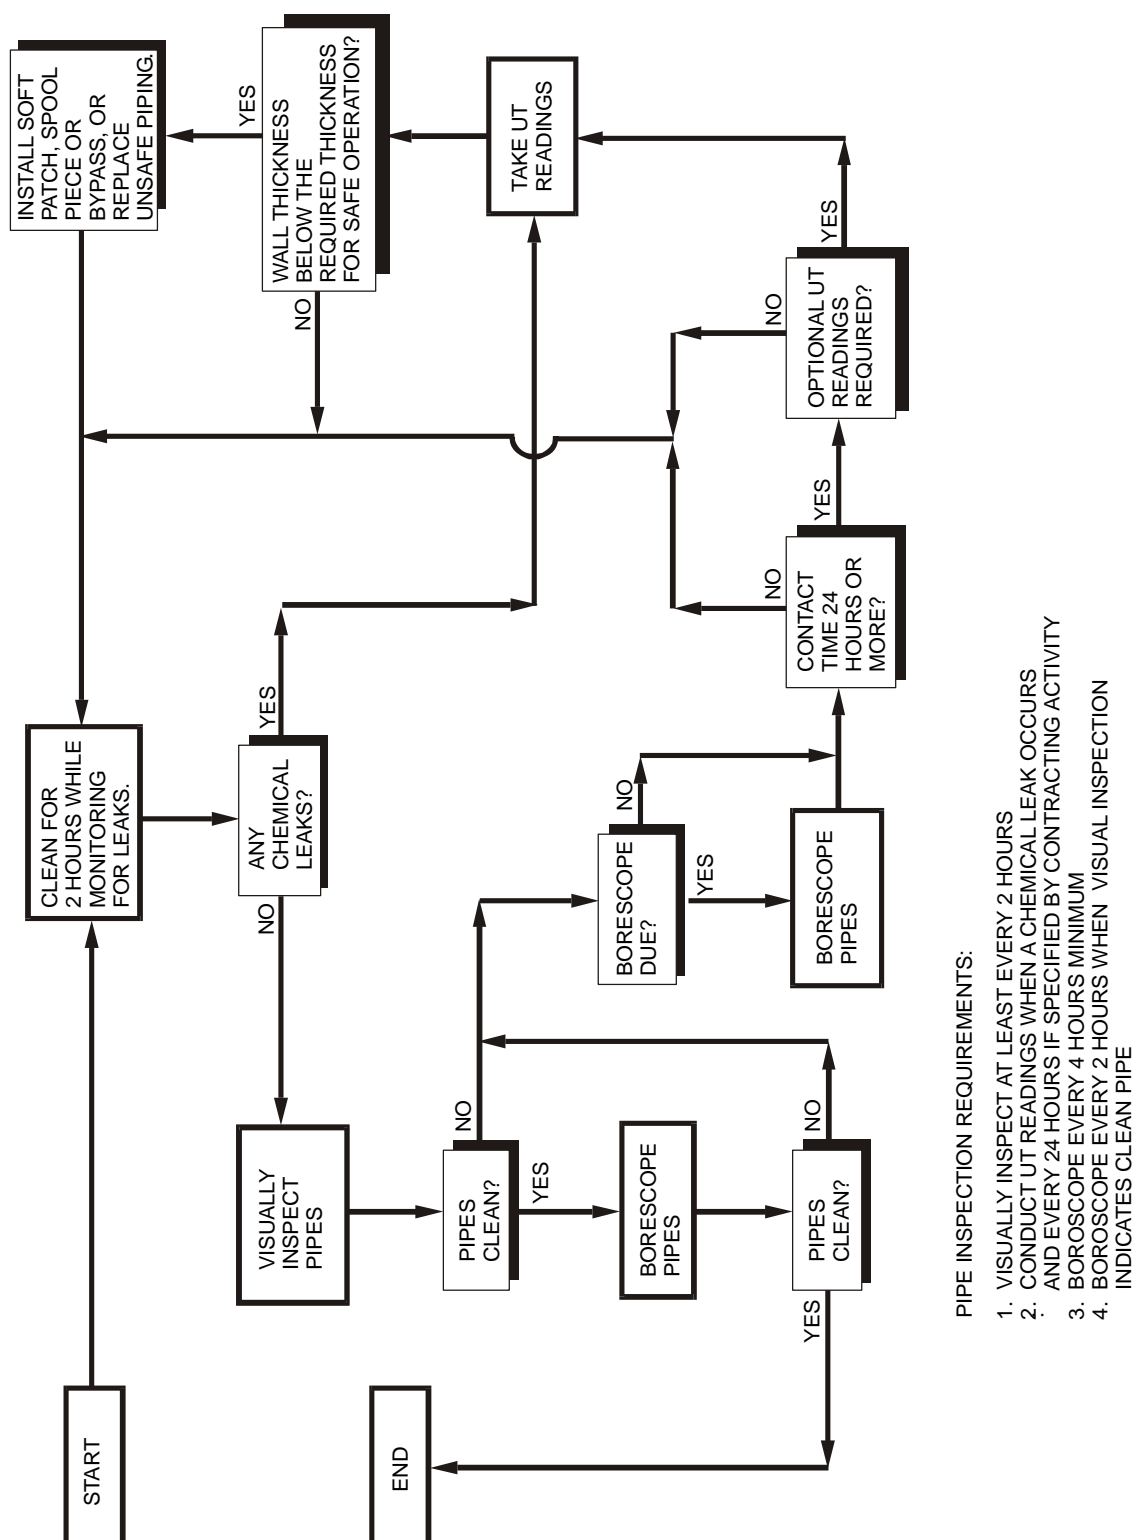 START
CLEAN FOR
2 HOURS WHILE
MONITORING
FOR LEAKS.
INSTALL SOFT
PATCH, SPOOL
PIECE OR
BYPASS, OR
REPLACE
UNSAFE PIPING.
ANY
CHEMICAL
LEAKS?
YES
NO
WALL THICKNESS
BELOW THE
REQUIRED THICKNESS
FOR SAFE OPERATION?
YES
NO
VISUALLY
INSPECT
PIPES
TAKE UT
READINGS
END
PIPES
CLEAN?
NO
YES
BORESCOPE
DUE?
NO
YES
BORESCOPE
PIPES
PIPES
CLEAN?
NO
YES
BORESCOPE
PIPES
CONTACT
TIME 24
HOURS OR
MORE?
NO
YES
OPTIONAL UT
READINGS
REQUIRED?
NO
YES
PIPE INSPECTION REQUIREMENTS:
1. VISUALLY INSPECT AT LEAST EVERY 2 HOURS
2. CONDUCT UT READINGS WHEN A CHEMICAL LEAK OCCURS
. AND EVERY 24 HOURS IF SPECIFIED BY CONTRACTING ACTIVITY
3. BOROSCOPE EVERY 4 HOURS MINIMUM
4. BOROSCOPE EVERY 2 HOURS WHEN VISUAL INSPECTION
INDICATES CLEAN PIPE